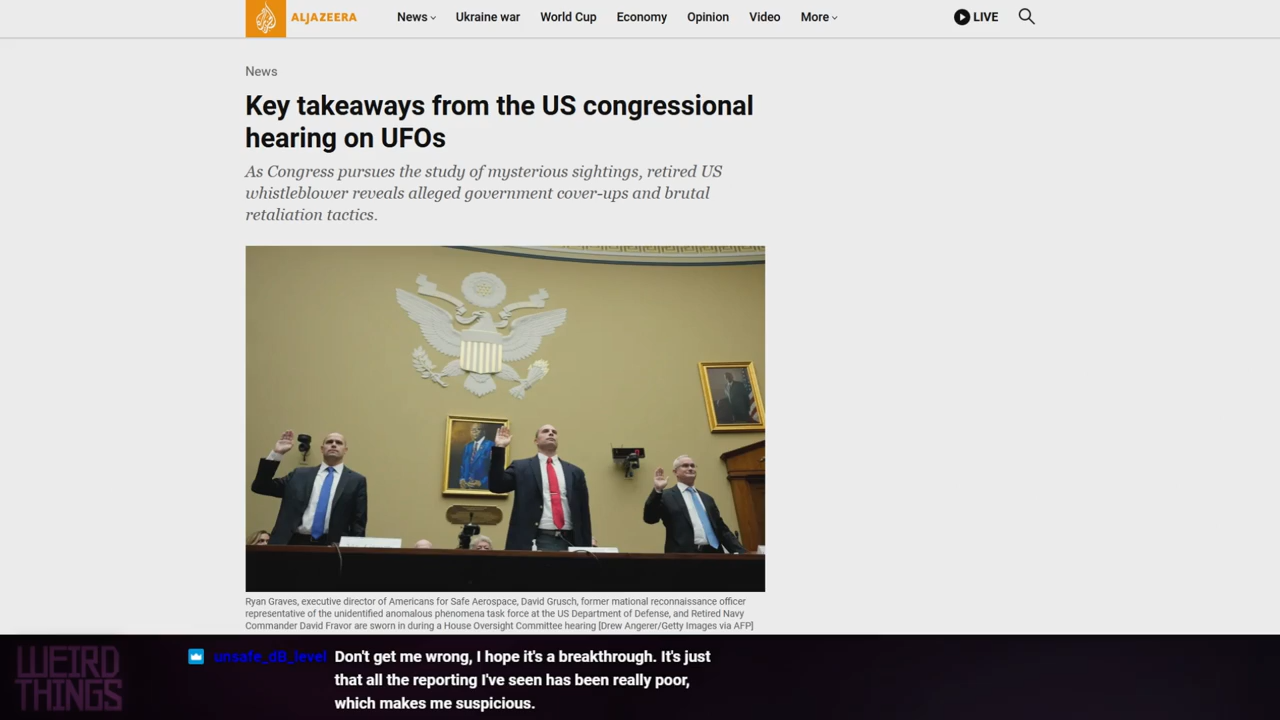 ALJAZEERA News Ukraine war World Cup Economy Opinion Video More LIVE
News
Key takeaways from the US congressional
hearing on UFOs
As Congress pursues the study of mysterious sightings, retired US
whistleblower reveals alleged government cover-ups and brutal
retaliation tactics.
Ryan Graves, executive director of Americans for Safe Aerospace, David Grusch, former mational reconnaissance officer
representative of the unidentified anomalous phenomena task force at the US Department of Defense, and Retired Navy
Commander David Fravor are sworn in during a House Oversight Committee hearing [Drew Angerer/Getty Images via AFP]
WEIRD
THINGS
unsafe_dB_level Don't get me wrong, I hope it's a breakthrough. It's just
that all the reporting I've seen has been really poor,
which makes me suspicious.